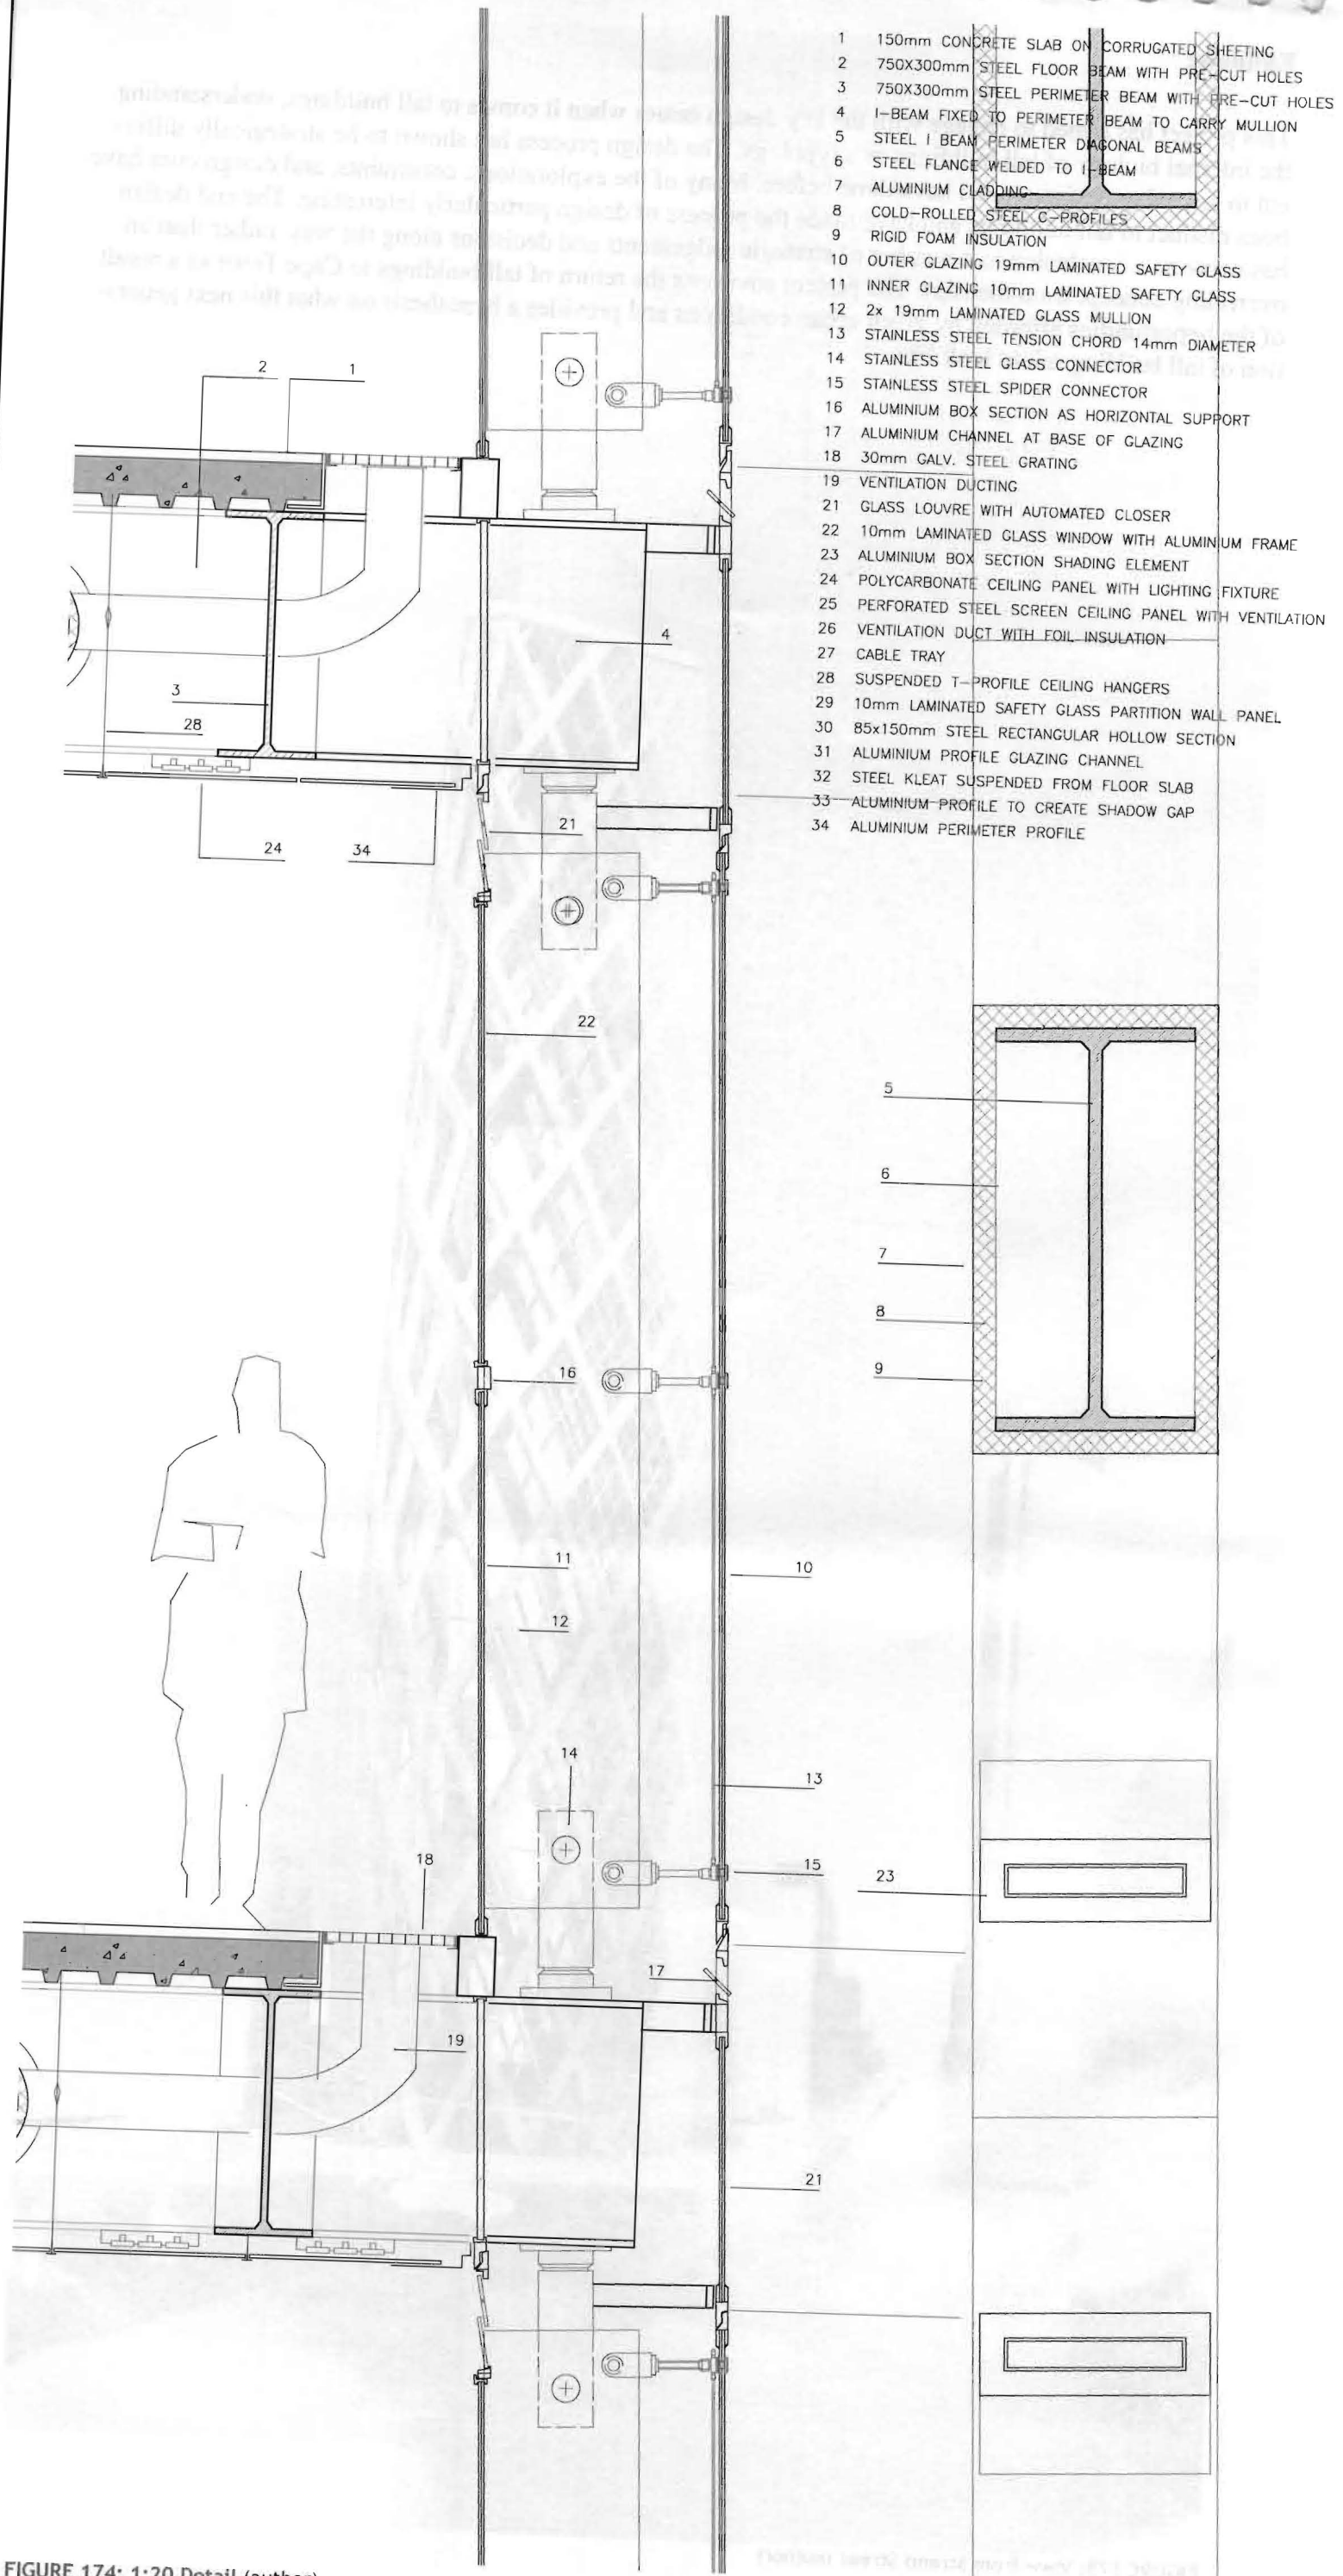 1 150mm CONCRETE SLAB ON CORRUGATED SHEETING
2 750X300mm STEEL FLOOR BEAM WITH PRE-CUT HOLES
3 750X300mm STEEL PERIMETER BEAM WITH PRE-CUT HOLES
4 I-BEAM FIXED TO PERIMETER BEAM TO CARRY MULLION
5 STEEL I BEAM PERIMETER DIAGONAL BEAMS
6 STEEL FLANGE WELDED TO I-BEAM
7 ALUMINIUM CLADDING
8 COLD-ROLLED STEEL C-PROFILES
9 RIGID FOAM INSULATION
10 OUTER GLAZING 19mm LAMINATED SAFETY GLASS
11 INNER GLAZING 10mm LAMINATED SAFETY GLASS
12 2x 19mm LAMINATED GLASS MULLION
13 STAINLESS STEEL TENSION CHORD 14mm DIAMETER
14 STAINLESS STEEL GLASS CONNECTOR
15 STAINLESS STEEL SPIDER CONNECTOR
16 ALUMINIUM BOX SECTION AS HORIZONTAL SUPPORT
17 ALUMINIUM CHANNEL AT BASE OF GLAZING
18 30mm GALV. STEEL GRATING
19 VENTILATION DUCTING
21 GLASS LOUVRE WITH AUTOMATED CLOSER
22 10mm LAMINATED GLASS WINDOW WITH ALUMINIUM FRAME
23 ALUMINIUM BOX SECTION SHADING ELEMENT
24 POLYCARBONATE CEILING PANEL WITH LIGHTING FIXTURE
25 PERFORATED STEEL SCREEN CEILING PANEL WITH VENTILATION
26 VENTILATION DUCT WITH FOIL INSULATION
27 CABLE TRAY
28 SUSPENDED T-PROFILE CEILING HANGERS
29 10mm LAMINATED SAFETY GLASS PARTITION WALL PANEL
30 85x150mm STEEL RECTANGULAR HOLLOW SECTION
31 ALUMINIUM PROFILE GLAZING CHANNEL
32 STEEL KLEAT SUSPENDED FROM FLOOR SLAB
33 ALUMINIUM PROFILE TO CREATE SHADOW GAP
34 ALUMINIUM PERIMETER PROFILE
2 1
4
3
28
21
24 34
22
5
6
7
8
9
16
11
10
12
14
13
18
15
23
17
19
21
FIGURE 174: 1:20 Detail (author)